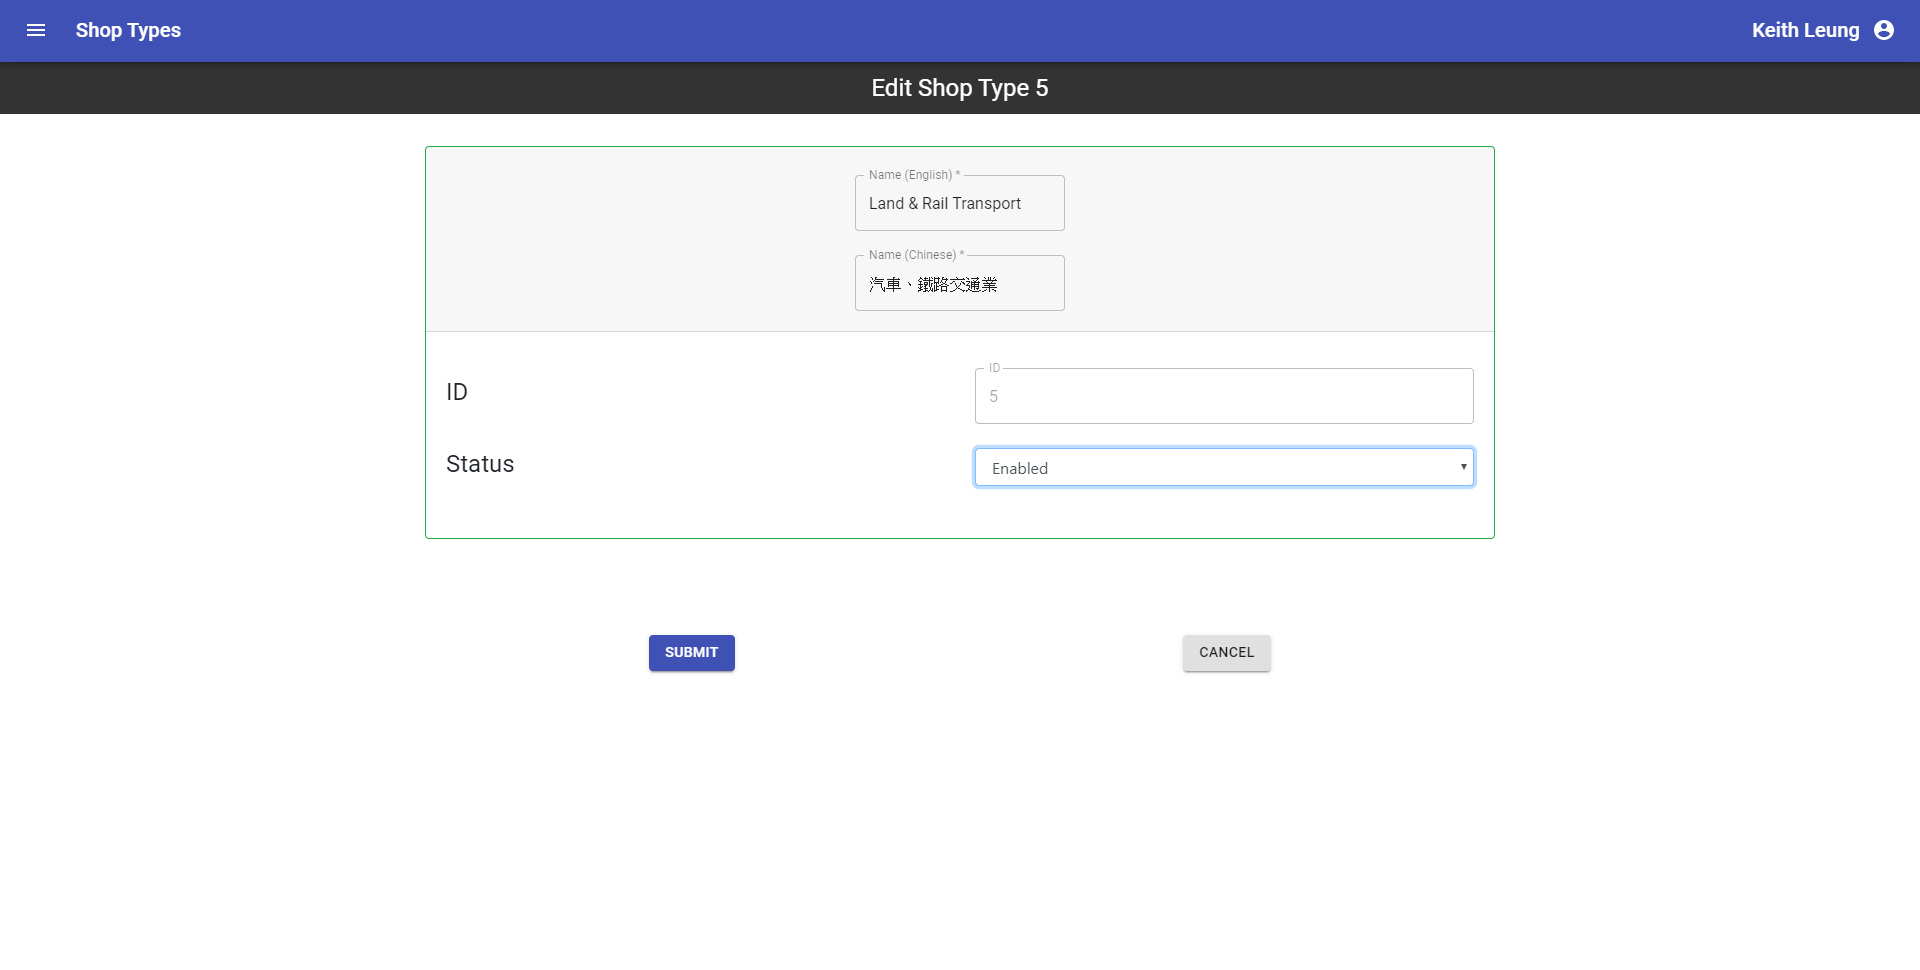 Shop Types
Keith Leung
Edit Shop Type 5
Name (English) *
Land & Rail Transport
Name (Chinese) *
汽車、鐵路交通業
ID
ID
5
Status
Enabled
SUBMIT
CANCEL